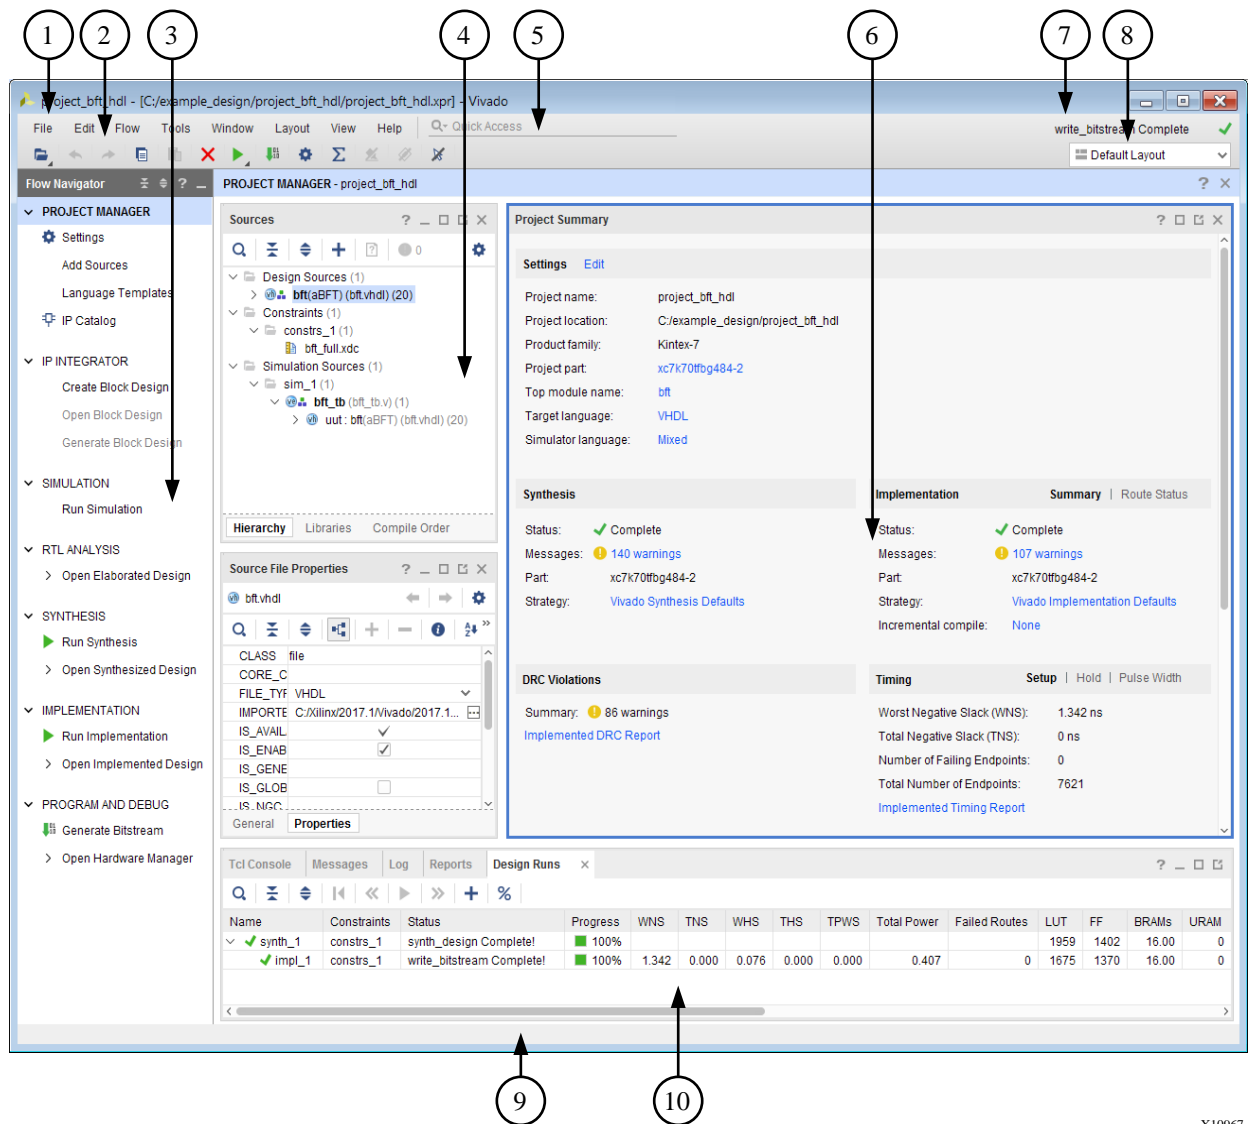 1 2 3 4 5 6 7 8
project_bft_hdl - [C:/example_design/project_bft_hdl/project_bft_hdl.xpr] - Vivado
File Edit Flow Tools Window Layout View Help Quick Access write_bitstream Complete
Default Layout
Flow Navigator
PROJECT MANAGER
Settings
Add Sources
Language Templates
IP Catalog
IP INTEGRATOR
Create Block Design
Open Block Design
Generate Block Design
SIMULATION
Run Simulation
RTL ANALYSIS
Open Elaborated Design
SYNTHESIS
Run Synthesis
Open Synthesized Design
IMPLEMENTATION
Run Implementation
Open Implemented Design
PROGRAM AND DEBUG
Generate Bitstream
Open Hardware Manager
PROJECT MANAGER - project_bft_hdl
Sources
0
Design Sources (1)
bft(aBFT) (bft.vhdl) (20)
Constraints (1)
constrs_1 (1)
bft_full.xdc
Simulation Sources (1)
sim_1 (1)
bft_tb (bft_tb.v) (1)
uut : bft(aBFT) (bft.vhdl) (20)
Hierarchy Libraries Compile Order
Source File Properties
bft.vhdl
CLASS file
CORE_C
FILE_TYF VHDL
IMPORTE C:/Xilinx/2017.1/Vivado/2017.1...
IS_AVAIL
IS_ENAB
IS_GENE
IS_GLOB
IS_NGC
General Properties
Project Summary
Settings Edit
Project name: project_bft_hdl
Project location: C:/example_design/project_bft_hdl
Product family: Kintex-7
Project part: xc7k70tfbg484-2
Top module name: bft
Target language: VHDL
Simulator language: Mixed
Synthesis
Status: Complete
Messages: 140 warnings
Part: xc7k70tfbg484-2
Strategy: Vivado Synthesis Defaults
Implementation Summary | Route Status
Status: Complete
Messages: 107 warnings
Part: xc7k70tfbg484-2
Strategy: Vivado Implementation Defaults
Incremental compile: None
DRC Violations
Summary: 86 warnings
Implemented DRC Report
Timing Setup | Hold | Pulse Width
Worst Negative Slack (WNS): 1.342 ns
Total Negative Slack (TNS): 0 ns
Number of Failing Endpoints: 0
Total Number of Endpoints: 7621
Implemented Timing Report
Tcl Console Messages Log Reports Design Runs
Name Constraints Status Progress WNS TNS WHS THS TPWS Total Power Failed Routes LUT FF BRAMs URAM
synth_1 constrs_1 synth_design Complete! 100% 1959 1402 16.00 0
impl_1 constrs_1 write_bitstream Complete! 100% 1.342 0.000 0.076 0.000 0.000 0.407 0 1675 1370 16.00 0
9 10